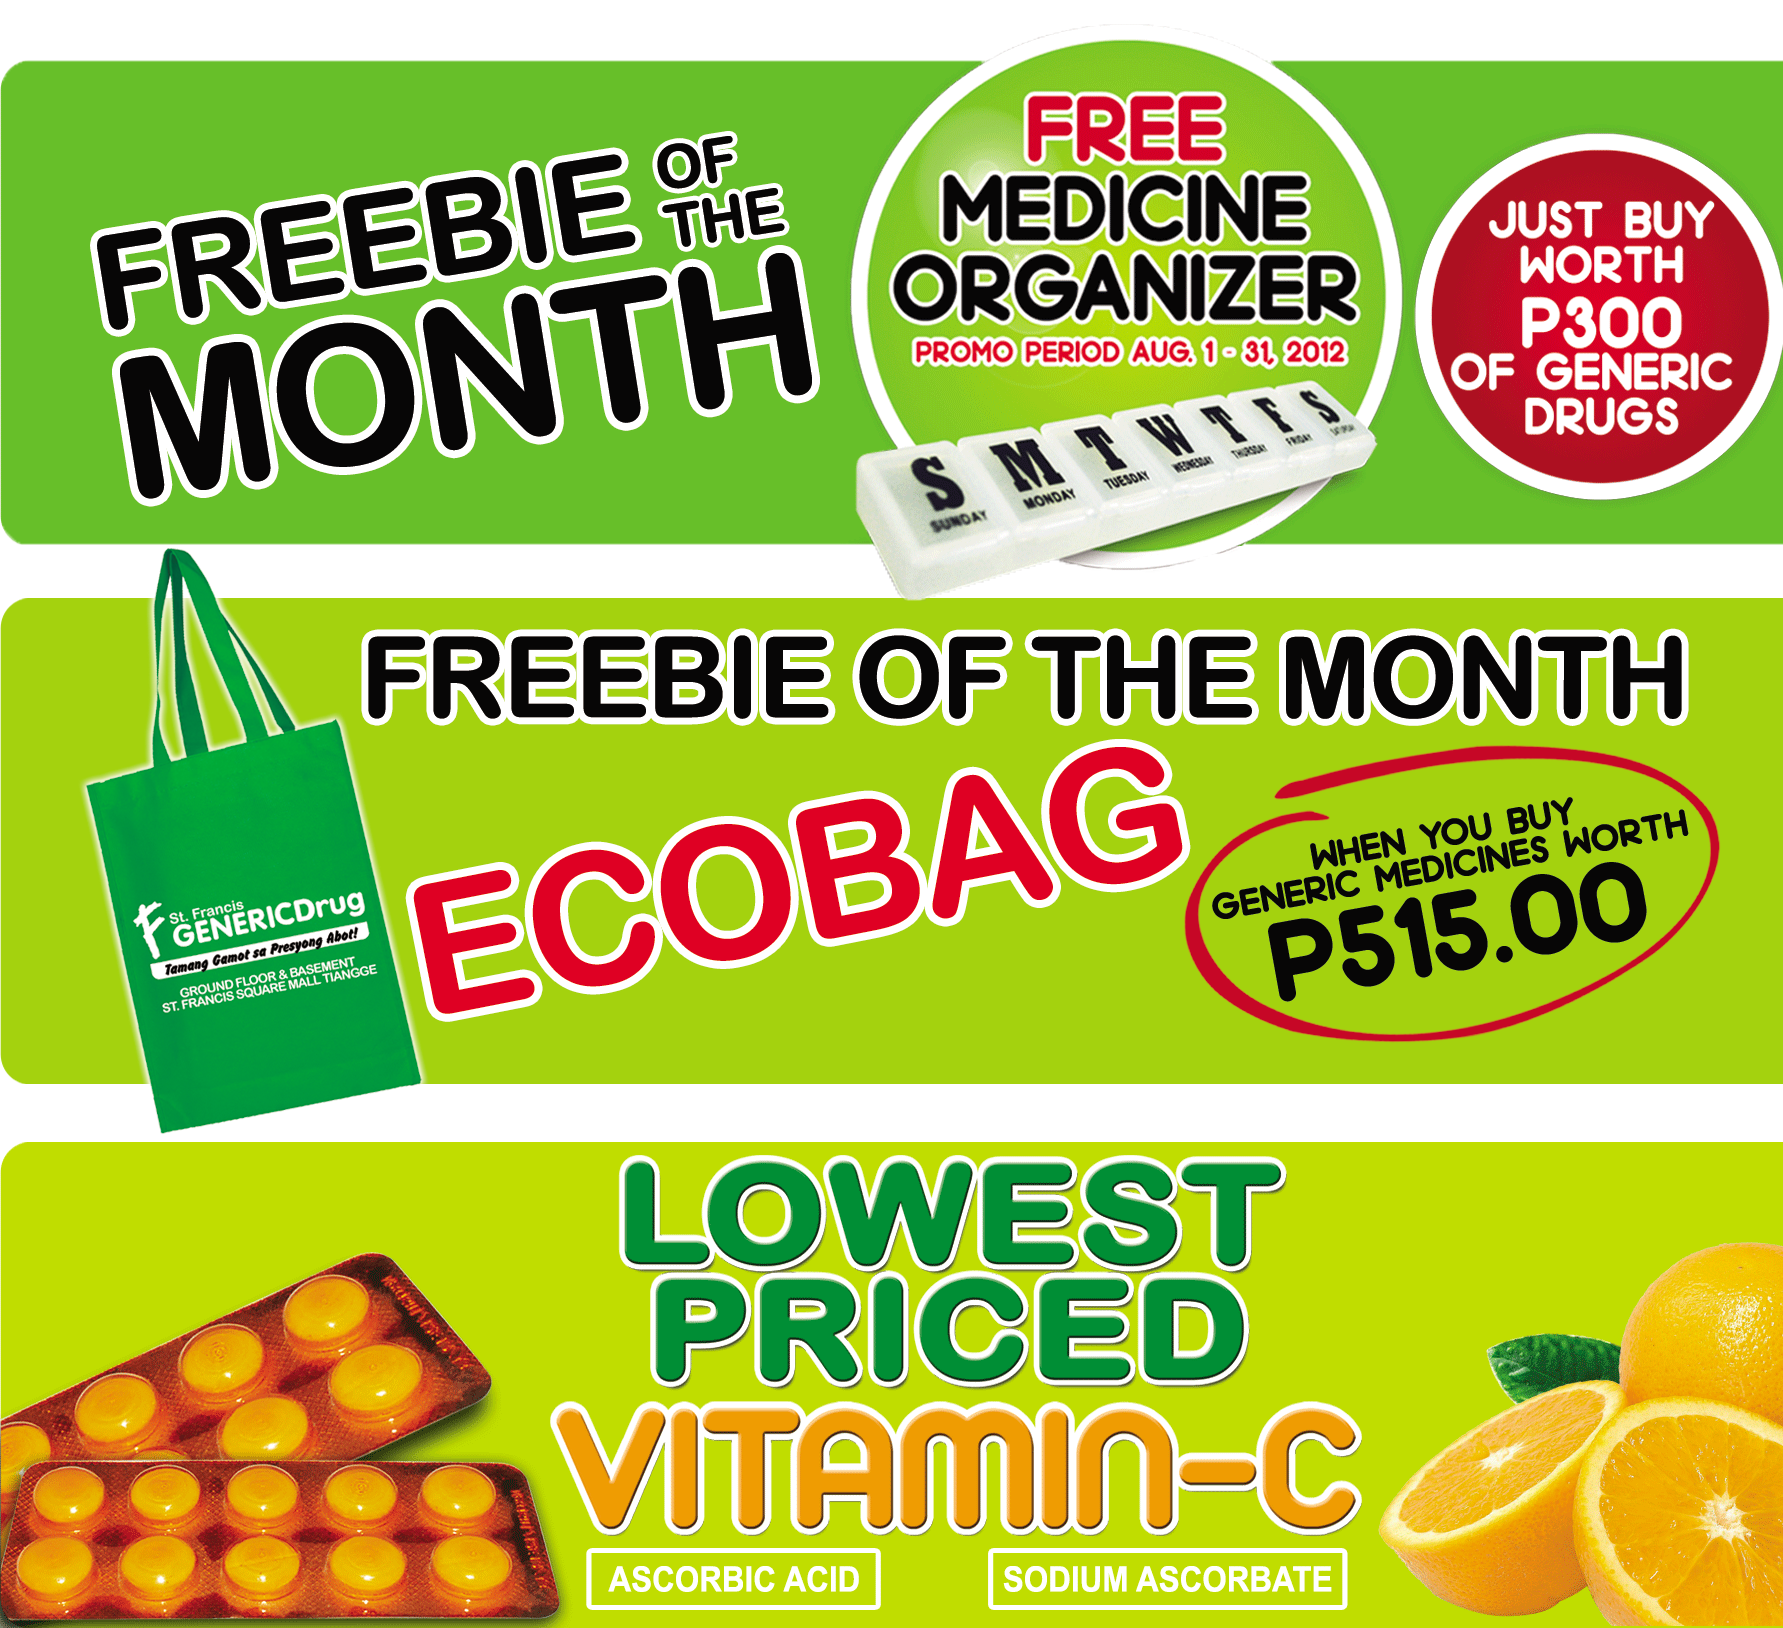 FREEBIE OF
THE
MONTH
FREE
MEDICINE
ORGANIZER
PROMO PERIOD AUG. 1 - 31, 2012
S M T W T F S
SUNDAY MONDAY TUESDAY WEDNESDAY THURSDAY FRIDAY SATURDAY
JUST BUY
WORTH
P300
OF GENERIC
DRUGS
FREEBIE OF THE MONTH
ECOBAG
WHEN YOU BUY
GENERIC MEDICINES WORTH
P515.00
F St. Francis
GENERICDrug
Tamang Gamot sa Presyong Abot!
GROUND FLOOR & BASEMENT
ST. FRANCIS SQUARE MALL TIANGGE
LOWEST
PRICED
VITAMIN-C
ASCORBIC ACID
SODIUM ASCORBATE